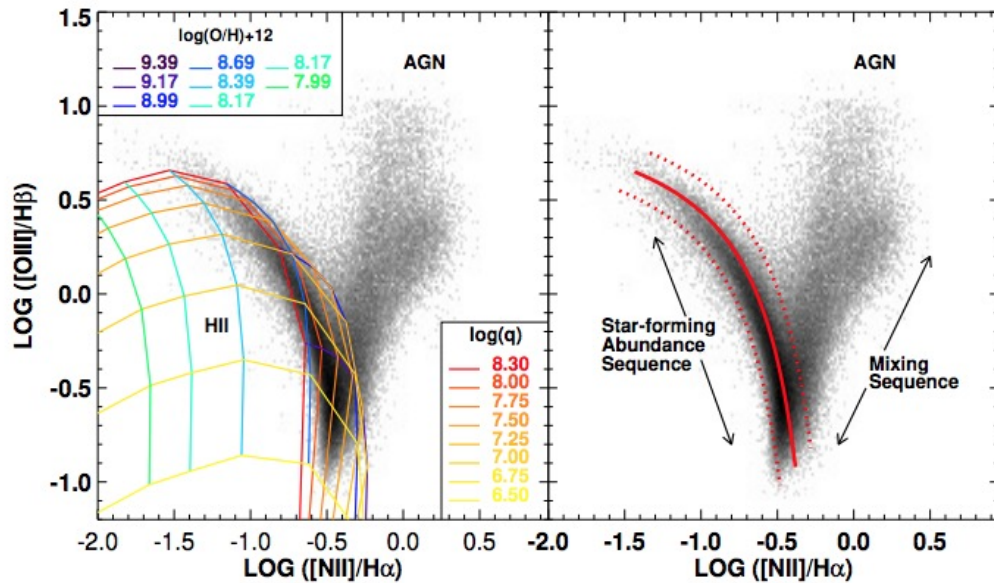 log(O/H)+12
9.39 8.69 8.17
9.17 8.39 7.99
8.99 8.17
AGN
HII
log(q)
8.30
8.00
7.75
7.50
7.25
7.00
6.75
6.50
LOG ([OIII]/Hβ)
1.0
0.5
0.0
-0.5
-1.0
-2.0 -1.5 -1.0 -0.5 0.0 0.5
LOG ([NII]/Hα)
AGN
Star-forming
Abundance
Sequence
Mixing
Sequence
-2.0 -1.5 -1.0 -0.5 0.0 0.5
LOG ([NII]/Hα)